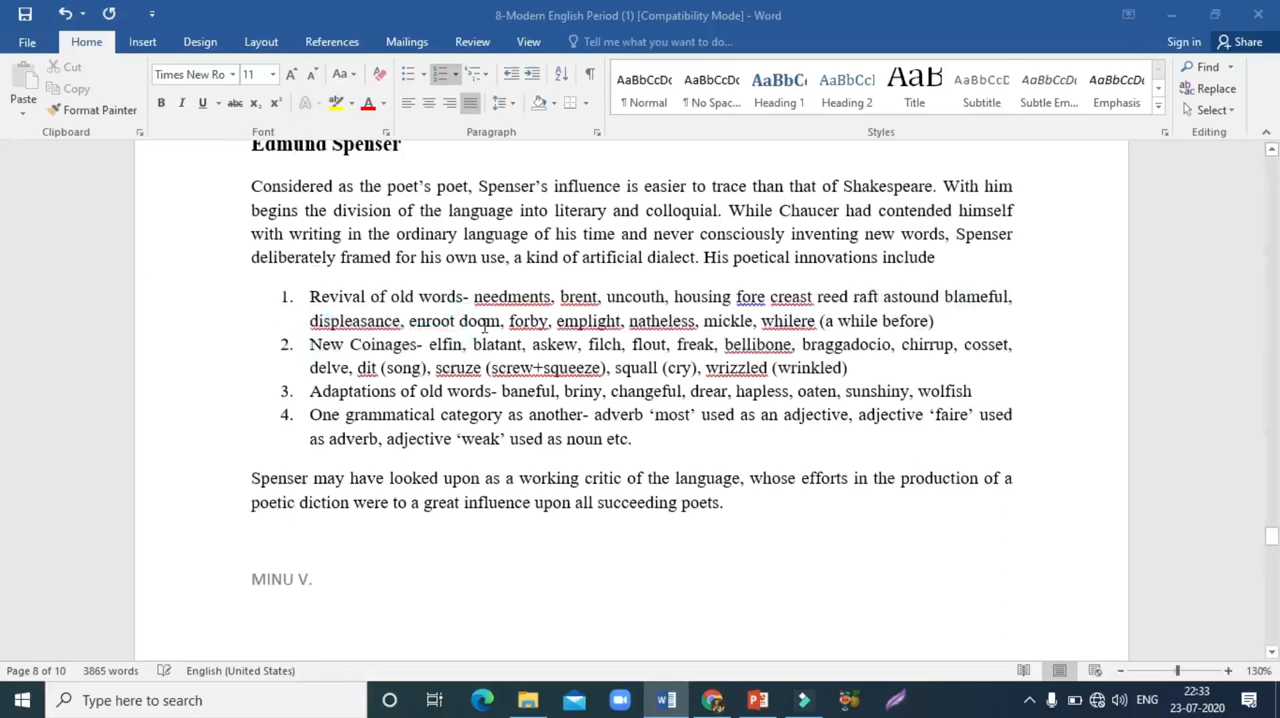 8-Modern English Period (1) [Compatibility Mode] - Word
File Home Insert Design Layout References Mailings Review View Tell me what you want to do... Sign in Share
Cut
Copy
Format Painter
Paste
Clipboard
Times New Ro 11
Font
Paragraph
AaBbCcDc AaBbCcDc AaBbC AaBbCcI AaB AaBbCcD AaBbCcDc AaBbCcDc
¶ Normal ¶ No Spac... Heading 1 Heading 2 Title Subtitle Subtle Em... Emphasis
Styles
Find
Replace
Select
Editing
Edmund Spenser
Considered as the poet’s poet, Spenser’s influence is easier to trace than that of Shakespeare. With him
begins the division of the language into literary and colloquial. While Chaucer had contended himself
with writing in the ordinary language of his time and never consciously inventing new words, Spenser
deliberately framed for his own use, a kind of artificial dialect. His poetical innovations include
1. Revival of old words- needments, brent, uncouth, housing fore creast reed raft astound blameful,
displeasance, enroot doom, forby, emplight, natheless, mickle, whilere (a while before)
2. New Coinages- elfin, blatant, askew, filch, flout, freak, bellibone, braggadocio, chirrup, cosset,
delve, dit (song), scruze (screw+squeeze), squall (cry), wrizzled (wrinkled)
3. Adaptations of old words- baneful, briny, changeful, drear, hapless, oaten, sunshiny, wolfish
4. One grammatical category as another- adverb ‘most’ used as an adjective, adjective ‘faire’ used
as adverb, adjective ‘weak’ used as noun etc.
Spenser may have looked upon as a working critic of the language, whose efforts in the production of a
poetic diction were to a great influence upon all succeeding poets.
MINU V.
Page 8 of 10 3865 words English (United States) 130%
Type here to search
ENG
22:33
23-07-2020